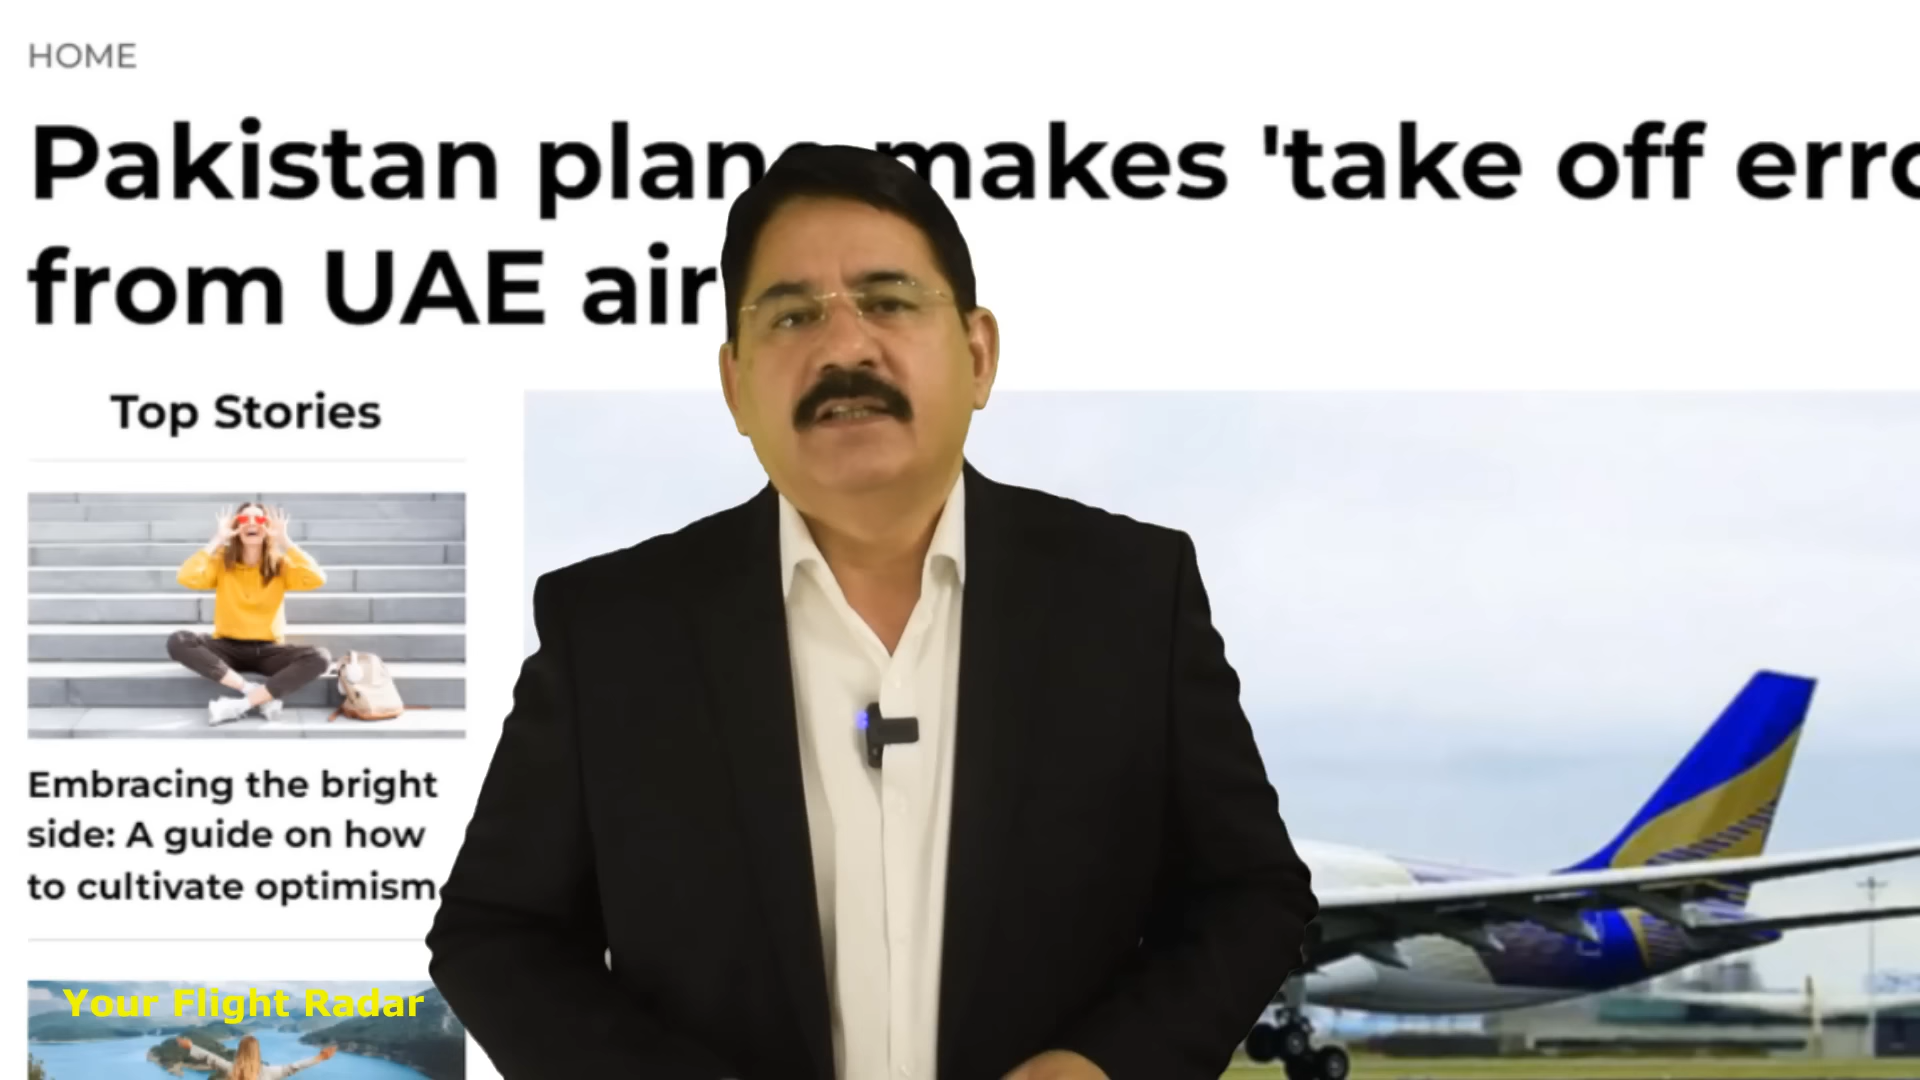 HOME
Pakistan plane makes 'take off erro
from UAE air
Top Stories
Embracing the bright
side: A guide on how
to cultivate optimism
Your Flight Radar